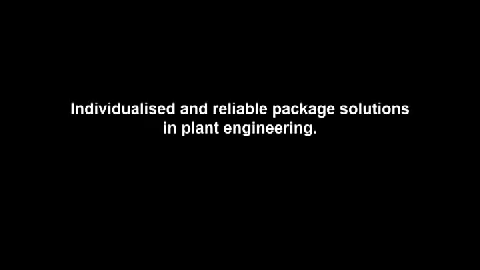 Individualised and reliable package solutions
in plant engineering.